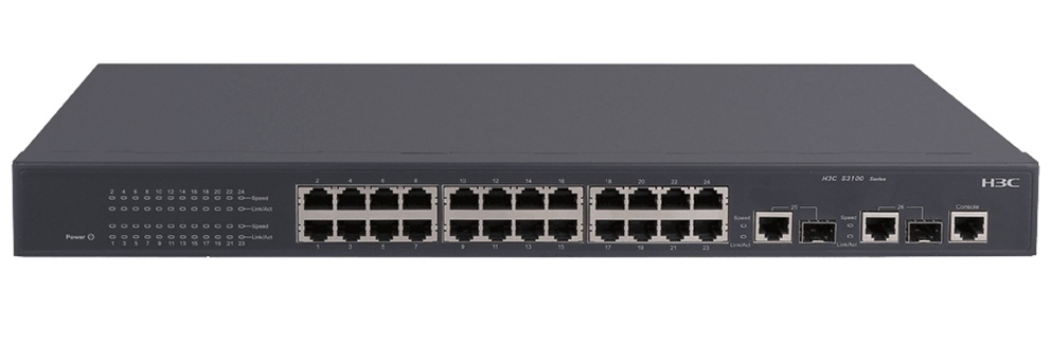 H3C S3100 Series
H3C
2 4 6 8 10 12 14 16 18 20 22 24
Speed
Link/Act
Speed
Link/Act
1 3 5 7 9 11 13 15 17 19 21 23
Power
2 4 6 8
10 12 14 16
18 20 22 24
1 3 5 7
9 11 13 15
17 19 21 23
25
Speed
Link/Act
26
Speed
Link/Act
Console